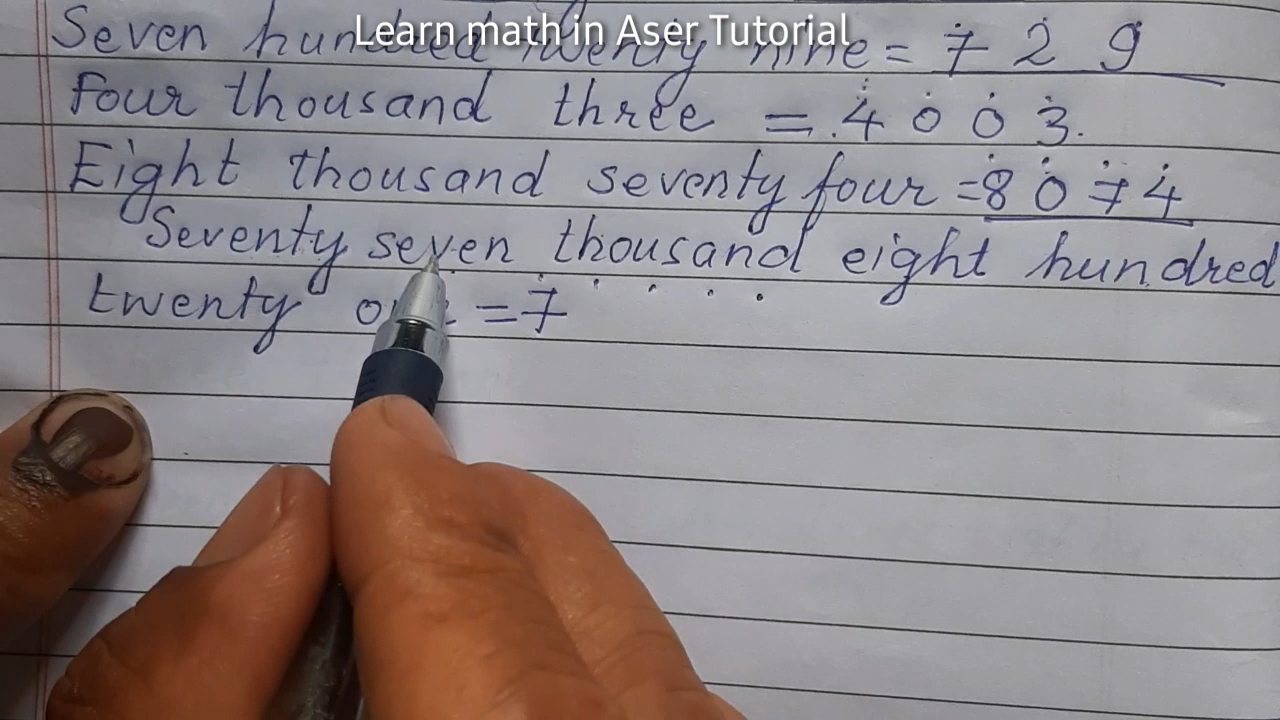 Learn math in Aser Tutorial
Seven hundred twenty nine = 7 2 9
four thousand three = 4 0 0 3.
Eight thousand seventy four = 8 0 7 4
Seventy seven thousand eight hundred
twenty = 7